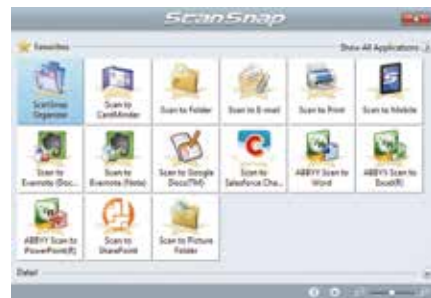 ScanSnap
Favorites
Show All Applications
ScanSnap
Organizer
Scan to
CardMinder
Scan to Folder
Scan to E-mail
Scan to Print
Scan to Mobile
Scan to
Evernote (Doc...
Scan to
Evernote (Note)
Scan to Google
Docs(TM)
Scan to
Salesforce Cha...
ABBYY Scan to
Word
ABBYY Scan to
Excel(R)
ABBYY Scan to
PowerPoint(R)
Scan to
SharePoint
Scan to Picture
Folder
Detail